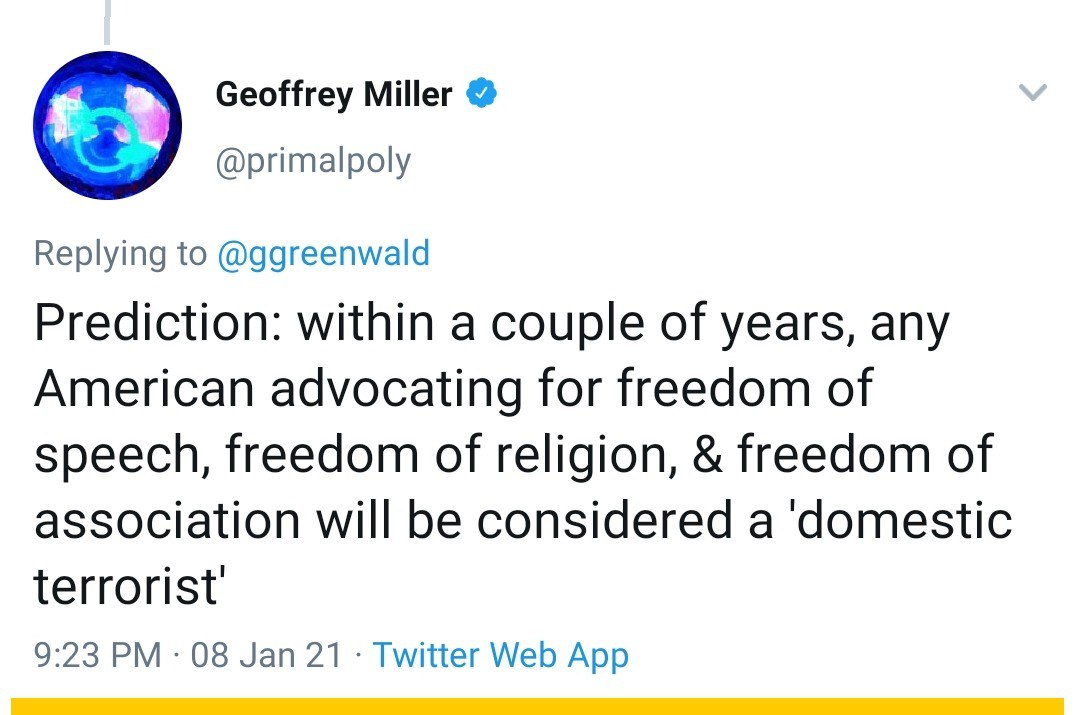 Geoffrey Miller
@primalpoly
Replying to @ggreenwald
Prediction: within a couple of years, any
American advocating for freedom of
speech, freedom of religion, & freedom of
association will be considered a 'domestic
terrorist'
9:23 PM · 08 Jan 21 · Twitter Web App